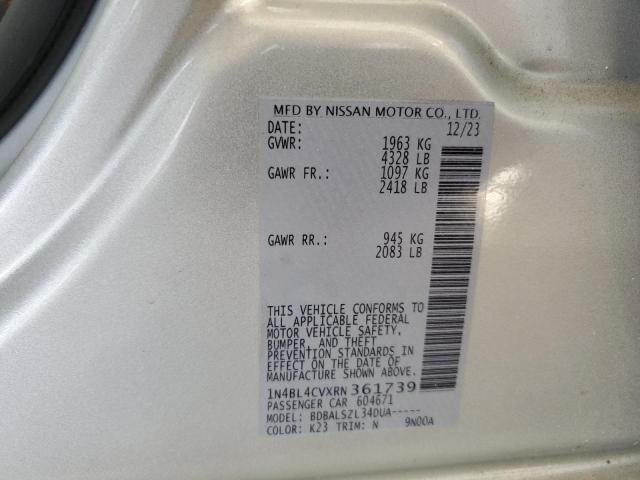 MFD BY NISSAN MOTOR CO., LTD.
DATE: 12/23
GVWR: 1963 KG
4328 LB
GAWR FR.: 1097 KG
2418 LB
GAWR RR.: 945 KG
2083 LB
THIS VEHICLE CONFORMS TO
ALL APPLICABLE FEDERAL
MOTOR VEHICLE SAFETY,
BUMPER, AND THEFT
PREVENTION STANDARDS IN
EFFECT ON THE DATE OF
MANUFACTURE SHOWN ABOVE.
1N4BL4CVXRN361739
PASSENGER CAR 604671
MODEL: BDBALSZL34DUA-----
COLOR: K23 TRIM: N 9N00A